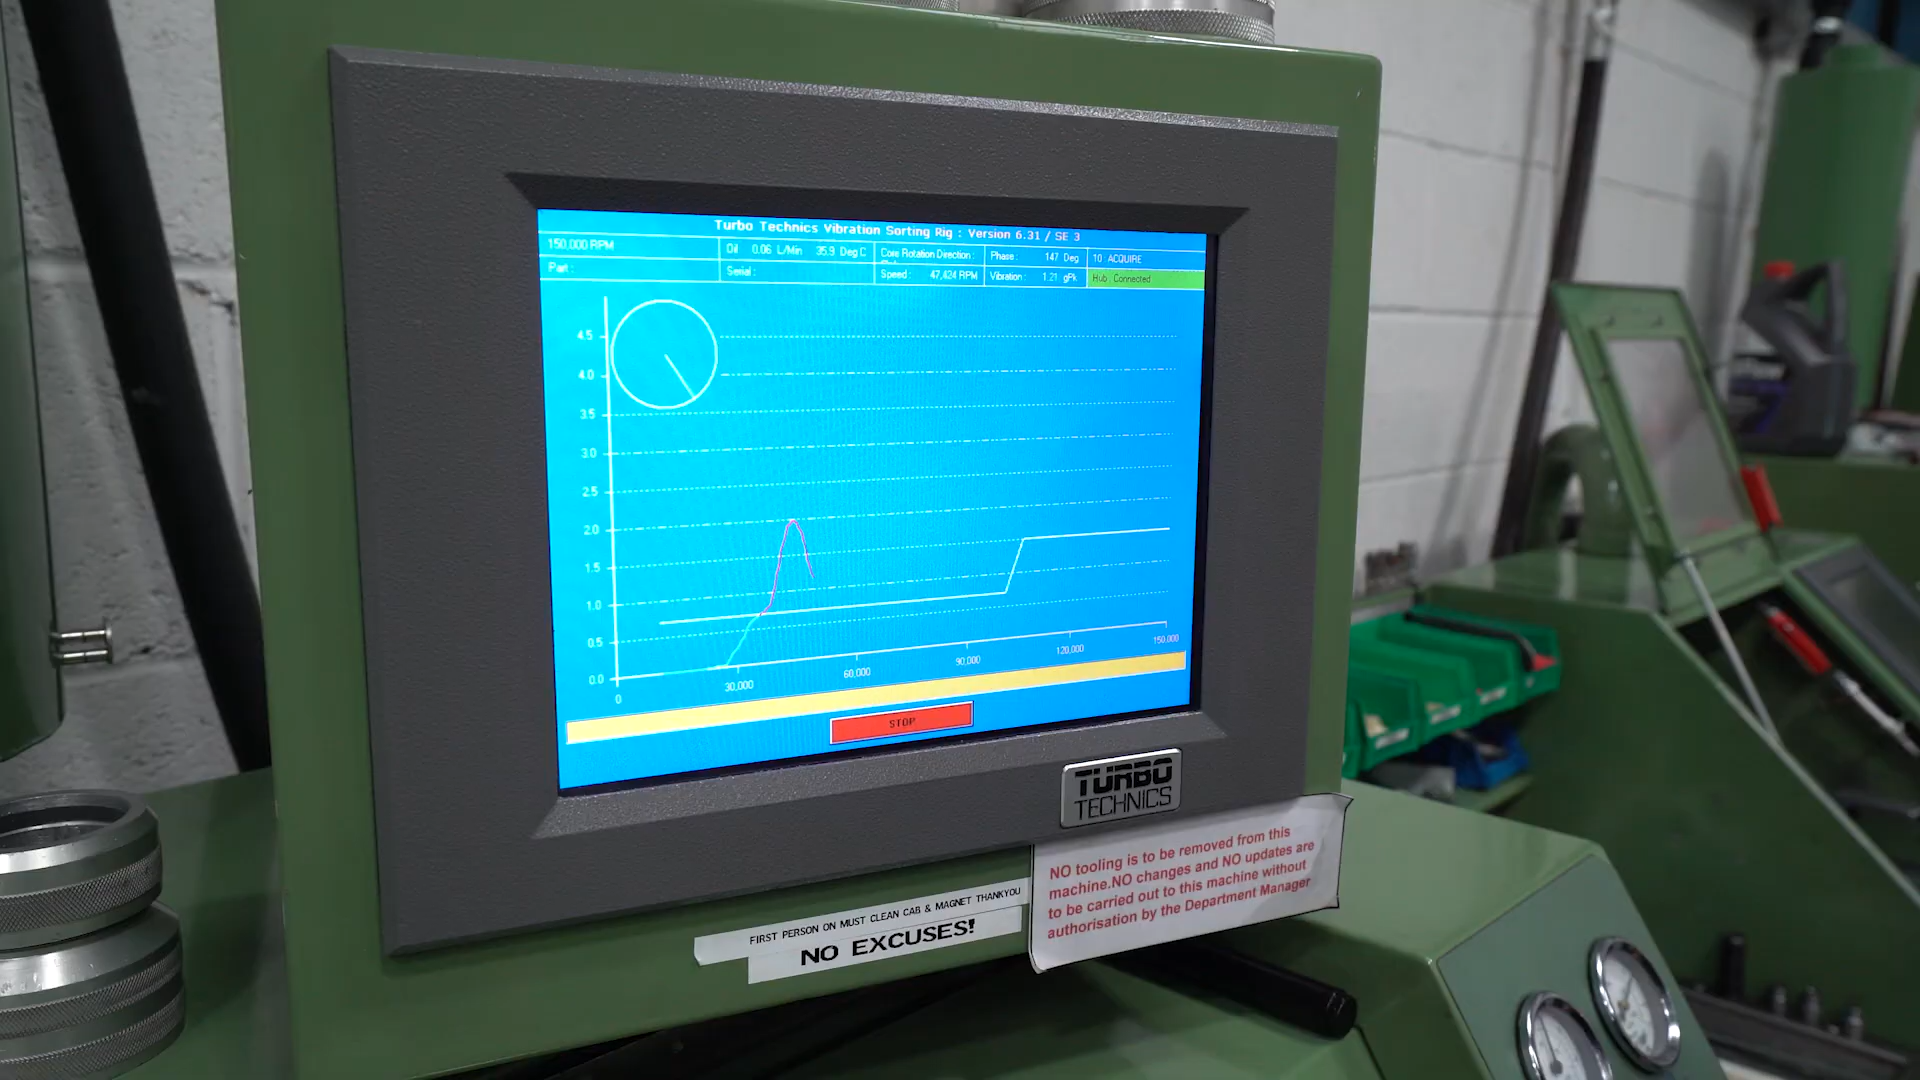 Turbo Technics Vibration Sorting Rig : Version 6.31 / SE 3
150,000 RPM
Oil 0.06 L/Min 35.9 Deg C
Core Rotation Direction :
Phase : 147 Deg
10 : ACQUIRE
Part :
Serial :
Speed : 47,424 RPM
Vibration : 1.21 gPk
Hub : Connected
4.5
4.0
3.5
3.0
2.5
2.0
1.5
1.0
0.5
0.0
0
30,000
60,000
90,000
120,000
150,000
STOP
TURBO
TECHNICS
NO tooling is to be removed from this
machine.NO changes and NO updates are
to be carried out to this machine without
authorisation by the Department Manager
FIRST PERSON ON MUST CLEAN CAB & MAGNET THANKYOU
NO EXCUSES!